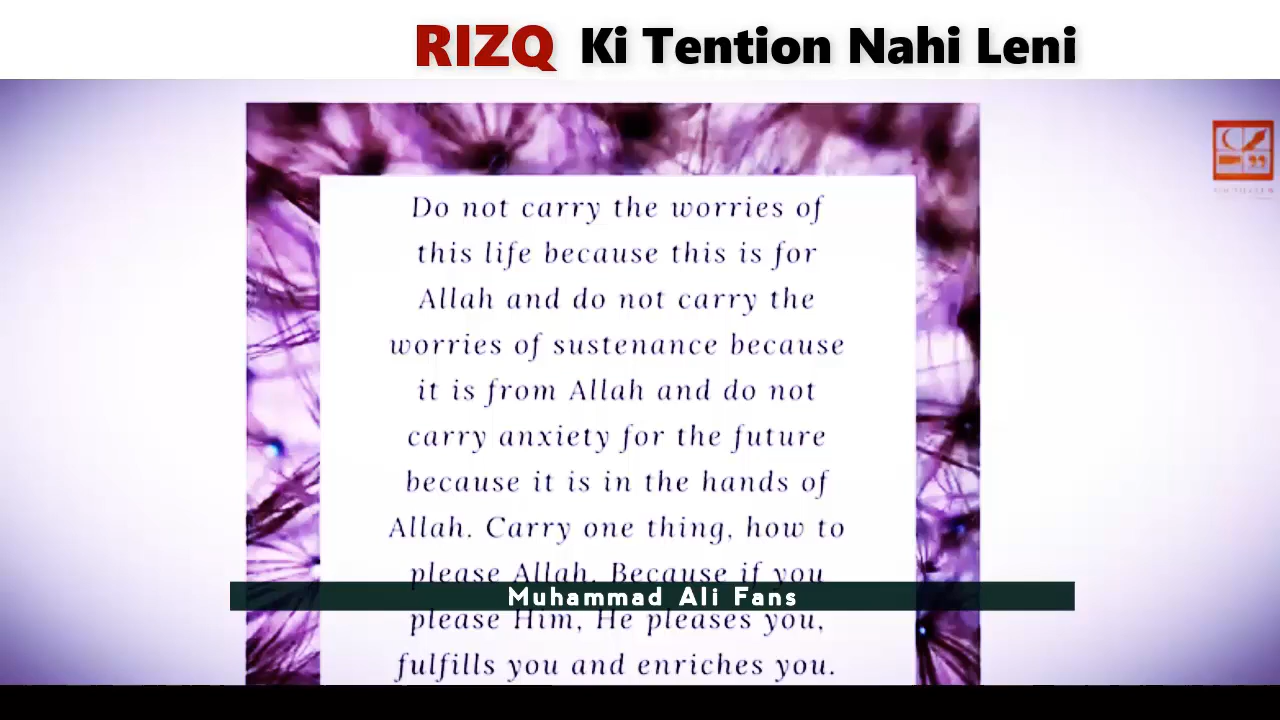 RIZQ Ki Tention Nahi Leni
Do not carry the worries of
this life because this is for
Allah and do not carry the
worries of sustenance because
it is from Allah and do not
carry anxiety for the future
because it is in the hands of
Allah. Carry one thing, how to
please Allah. Because if you
Muhammad Ali Fans
please Him, He pleases you,
fulfills you and enriches you.